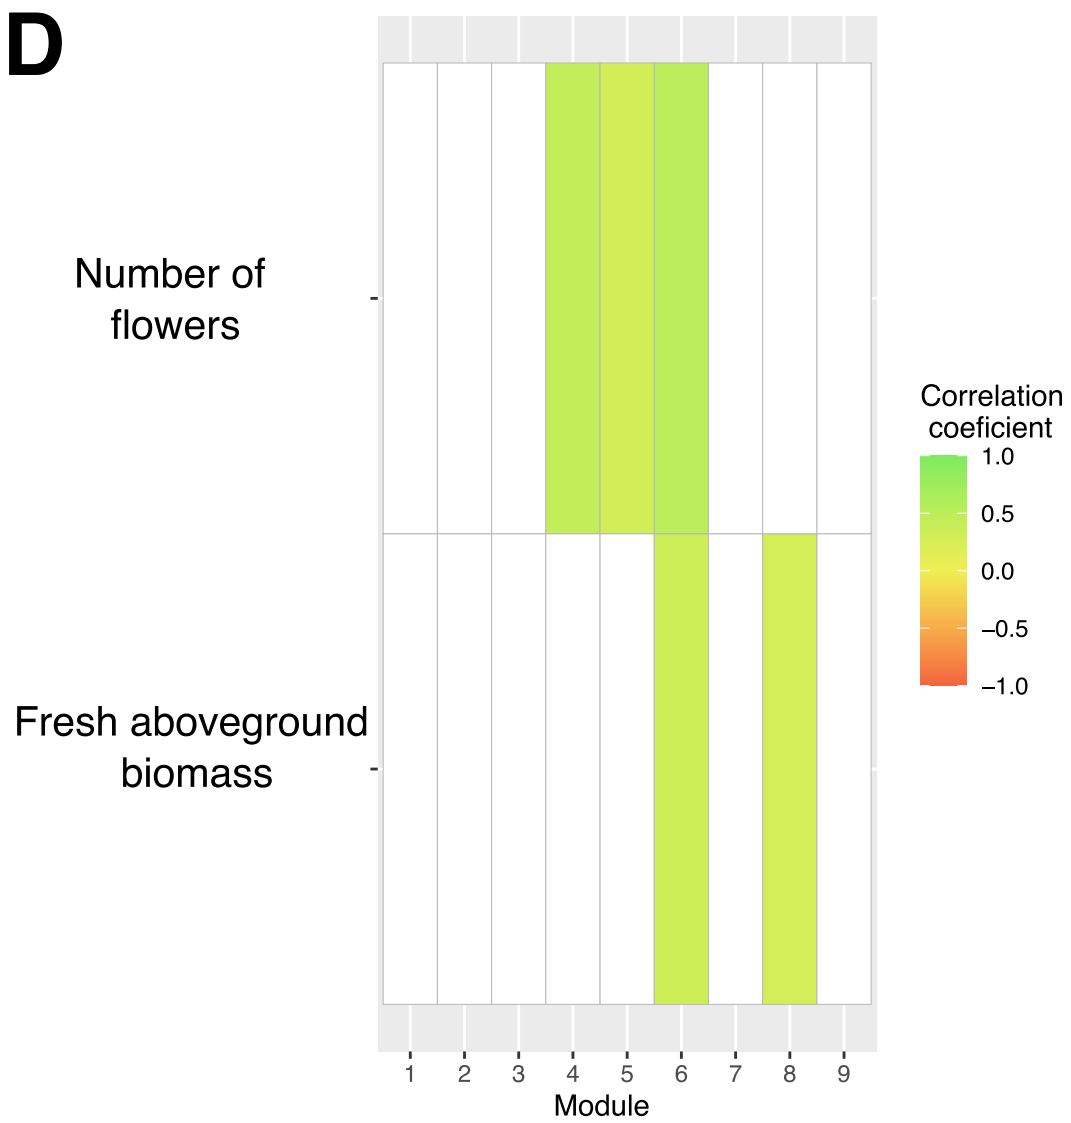 D
Number of
flowers
Fresh aboveground
biomass
Correlation
coeficient
1.0
0.5
0.0
−0.5
−1.0
1 2 3 4 5 6 7 8 9
Module